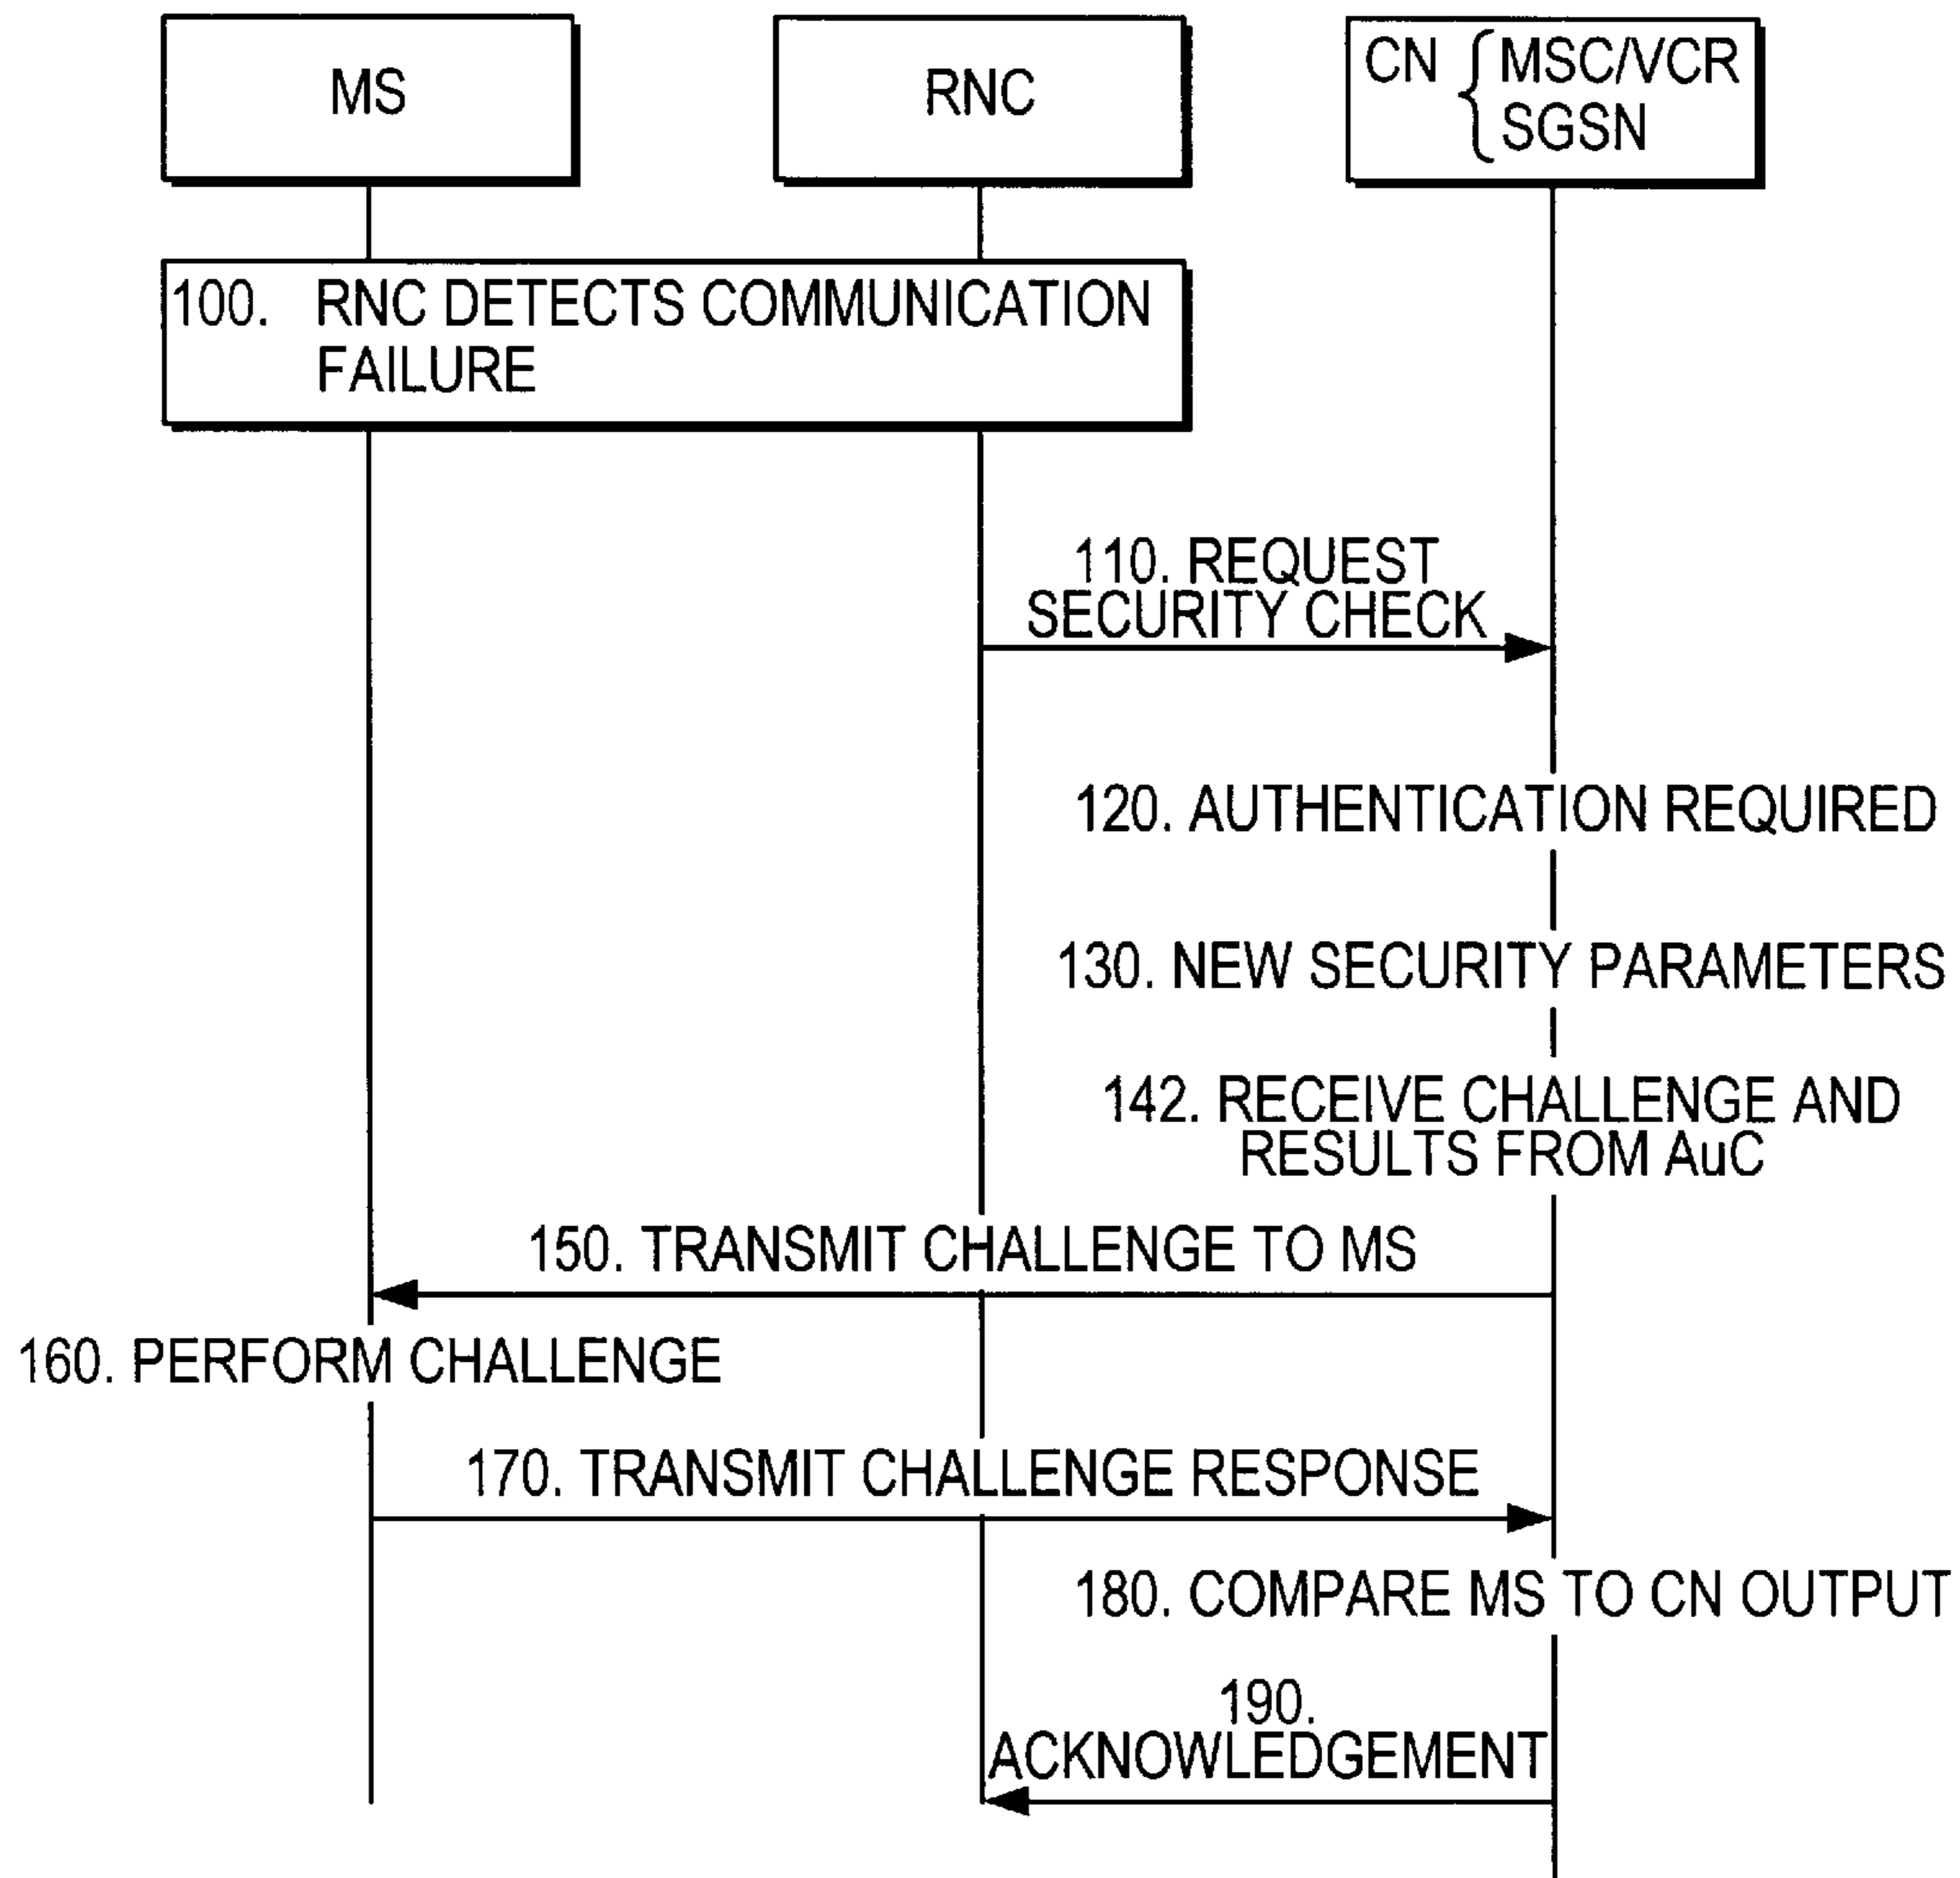 MS
RNC
CN { MSC/VCR
SGSN
100. RNC DETECTS COMMUNICATION
FAILURE
110. REQUEST
SECURITY CHECK
120. AUTHENTICATION REQUIRED
130. NEW SECURITY PARAMETERS
142. RECEIVE CHALLENGE AND
RESULTS FROM AuC
150. TRANSMIT CHALLENGE TO MS
160. PERFORM CHALLENGE
170. TRANSMIT CHALLENGE RESPONSE
180. COMPARE MS TO CN OUTPUT
190.
ACKNOWLEDGEMENT